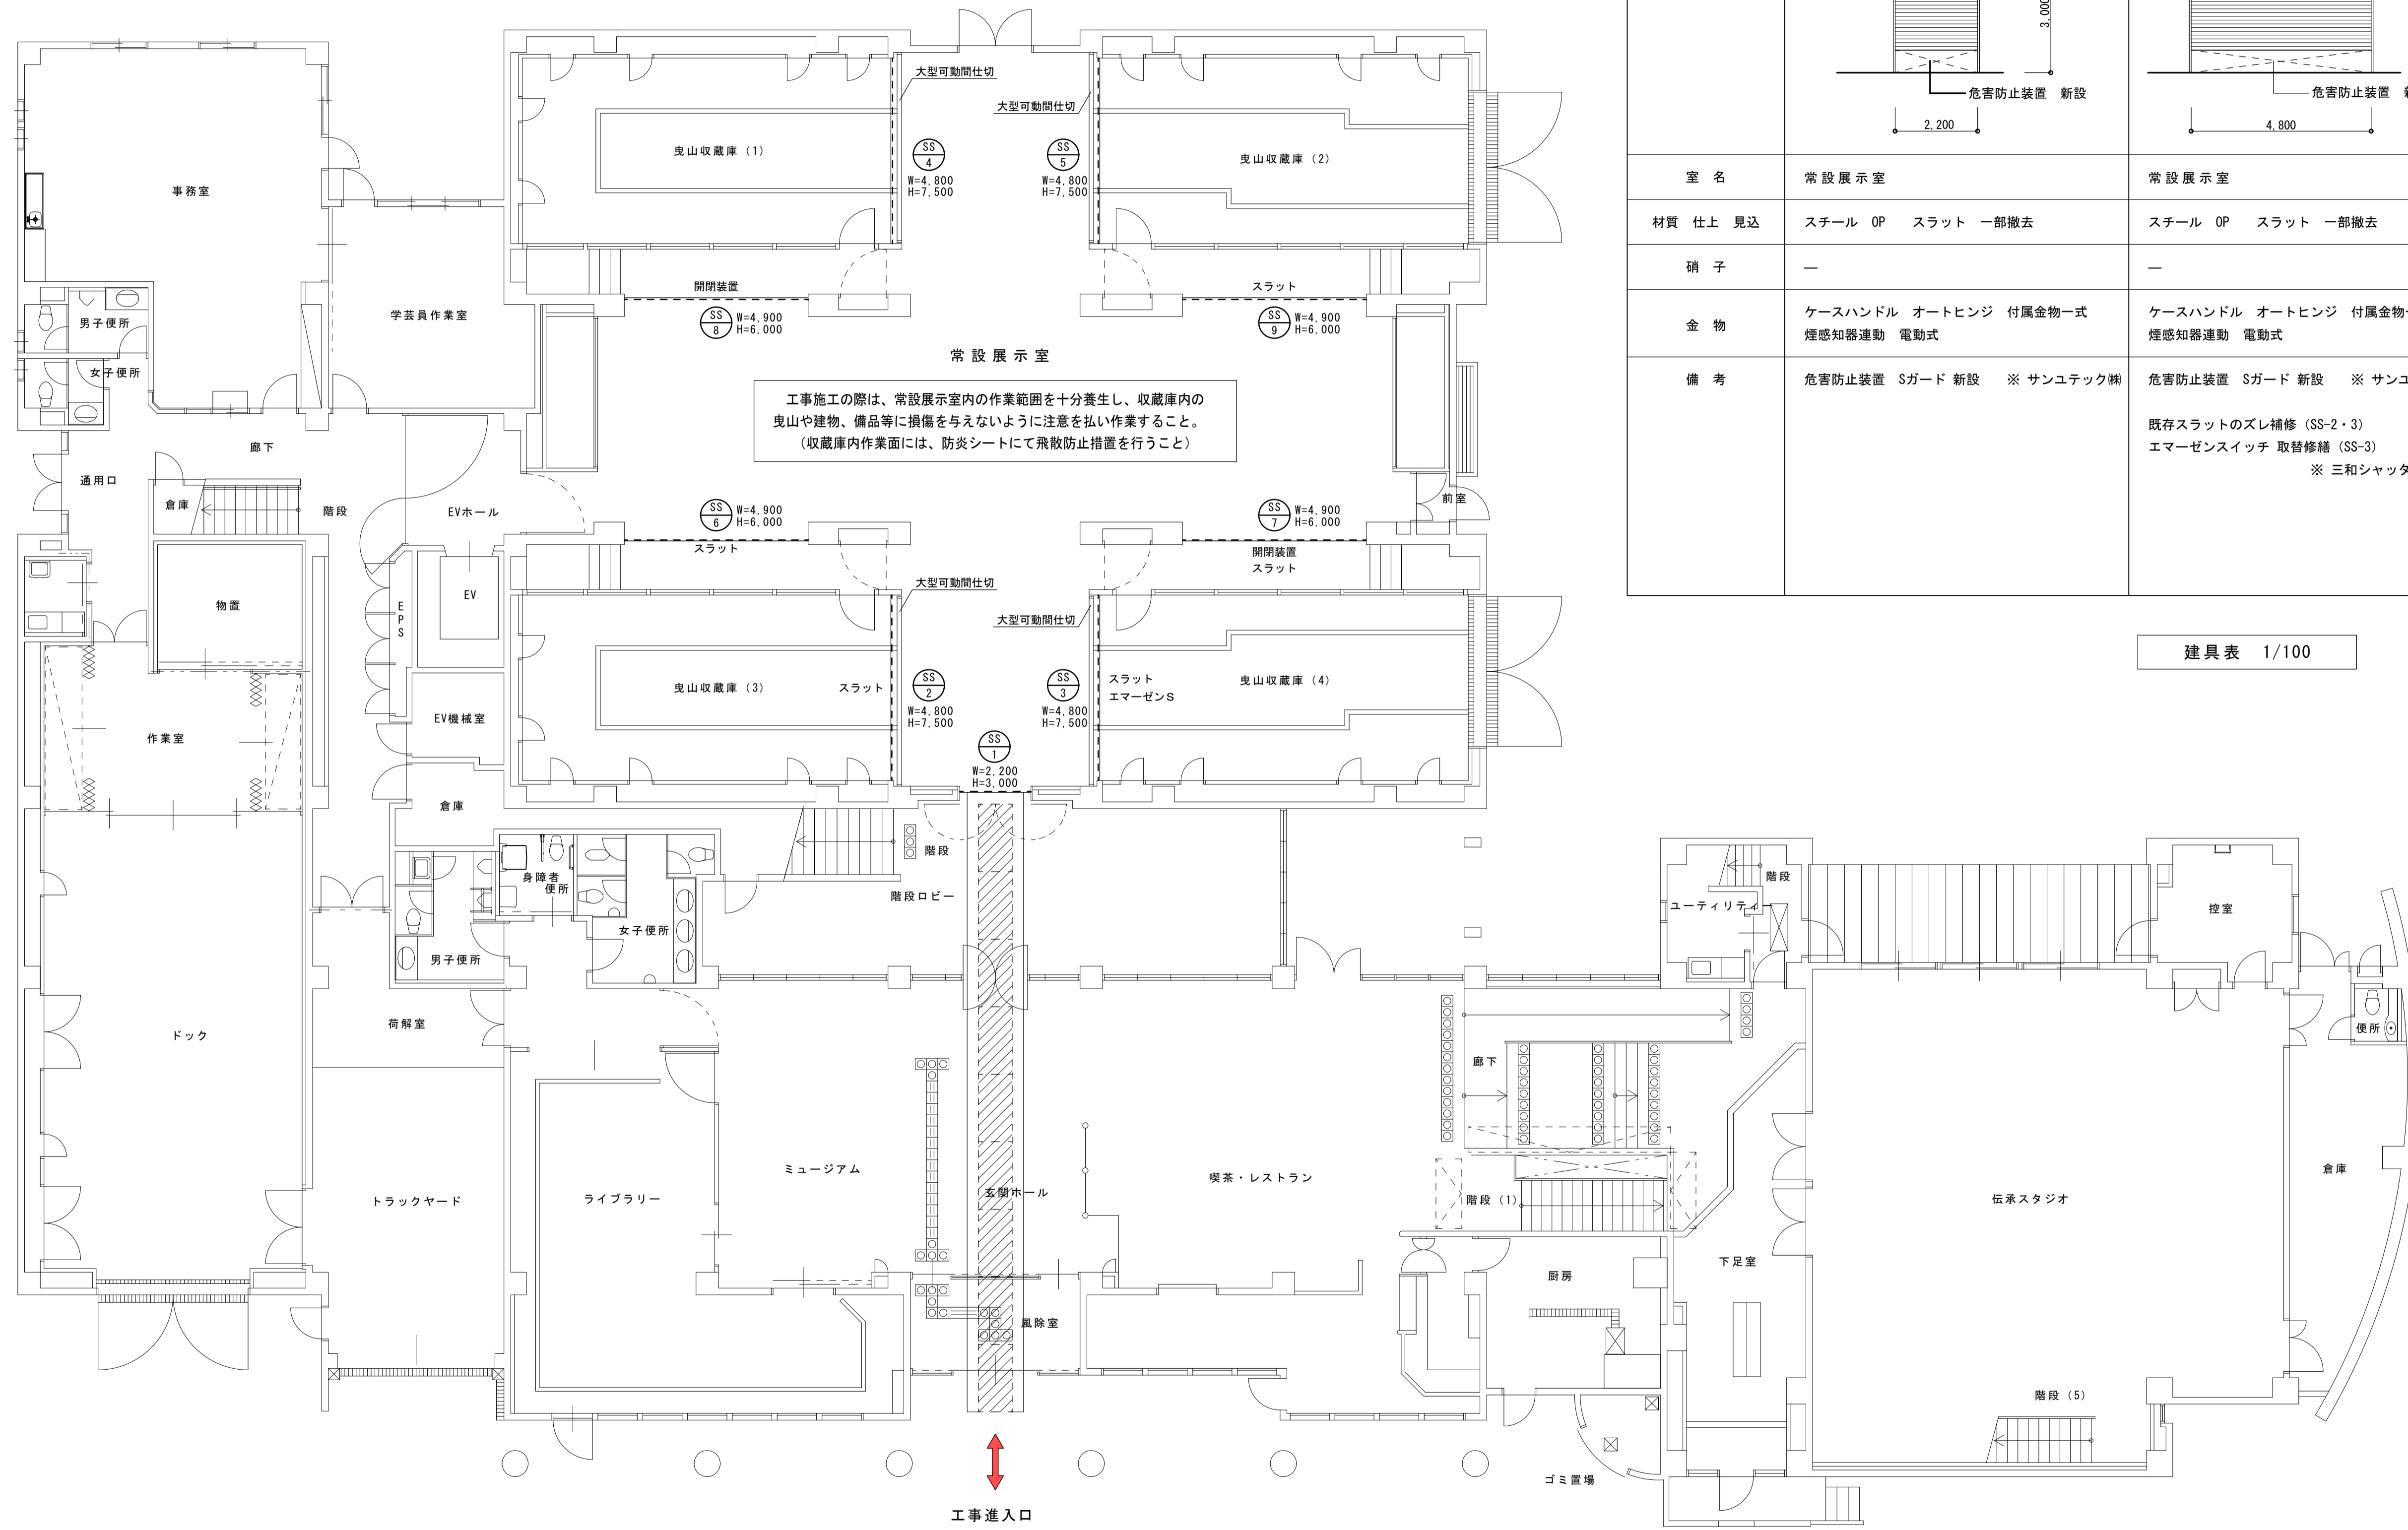 大型可動間仕切
大型可動間仕切
曳山収蔵庫（1）
SS
4
W=4,800
H=7,500
SS
5
W=4,800
H=7,500
曳山収蔵庫（2）
事務室
開閉装置
スラット
男子便所
学芸員作業室
SS
8
W=4,900
H=6,000
SS
9
W=4,900
H=6,000
常設展示室
女子便所
工事施工の際は、常設展示室内の作業範囲を十分養生し、収蔵庫内の
曳山や建物、備品等に損傷を与えないように注意を払い作業すること。
（収蔵庫内作業面には、防炎シートにて飛散防止措置を行うこと）
廊下
通用口
倉庫
階段
EVホール
SS
6
W=4,900
H=6,000
SS
7
W=4,900
H=6,000
前室
スラット
開閉装置
スラット
大型可動間仕切
大型可動間仕切
物置
EPS
EV
曳山収蔵庫（3）
スラット
SS
2
W=4,800
H=7,500
SS
3
W=4,800
H=7,500
スラット
エマーゼンS
曳山収蔵庫（4）
EV機械室
作業室
SS
1
W=2,200
H=3,000
倉庫
階段
身障者
便所
階段ロビー
女子便所
男子便所
階段
ユーティリティー
控室
荷解室
ドック
廊下
便所
ミュージアム
玄関ホール
喫茶・レストラン
ライブラリー
トラックヤード
階段（1）
伝承スタジオ
倉庫
下足室
厨房
風除室
階段（5）
ゴミ置場
工事進入口
3,000
危害防止装置　新設
2,200
危害防止装置
4,800
室　名
常設展示室
常設展示室
材質　仕上　見込
スチール　OP　　スラット　一部撤去
スチール　OP　　スラット　一部撤去
硝　子
―
―
金　物
ケースハンドル　オートヒンジ　付属金物一式
煙感知器連動　電動式
ケースハンドル　オートヒンジ　付属金物
煙感知器連動　電動式
備　考
危害防止装置　Sガード 新設　　※ サンユテック㈱
危害防止装置　Sガード 新設　　※ サンユ
既存スラットのズレ補修（SS-2・3）
エマーゼンスイッチ 取替修繕（SS-3）
※ 三和シャッタ
建具表　1/100